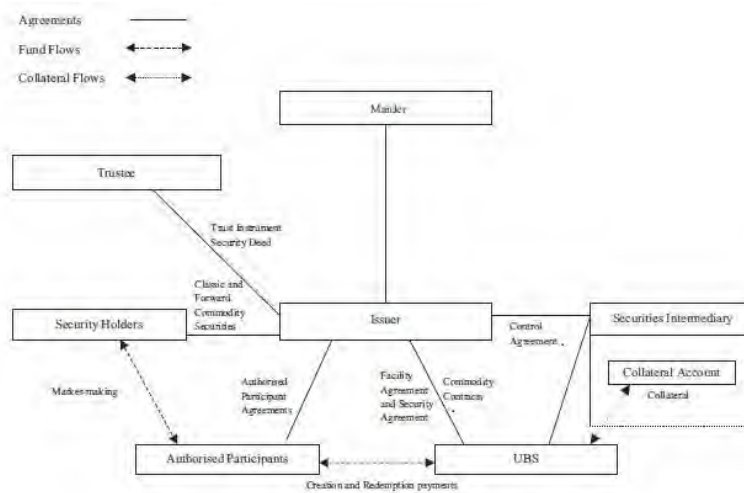 Agreements
Fund Flows
Collateral Flows
Trustee
Trust Instrument
Security Deed
Classic and
Forward
Commodity
Securities
Security Holders
Issuer
Securities Intermediary
Control
Agreement
Collateral Account
Collateral
Market-making
Authorised
Participant
Agreements
Facility
Agreement
and Security
Agreement
Commodity
Contracts
Authorised Participants
UBS
Creation and Redemption payments